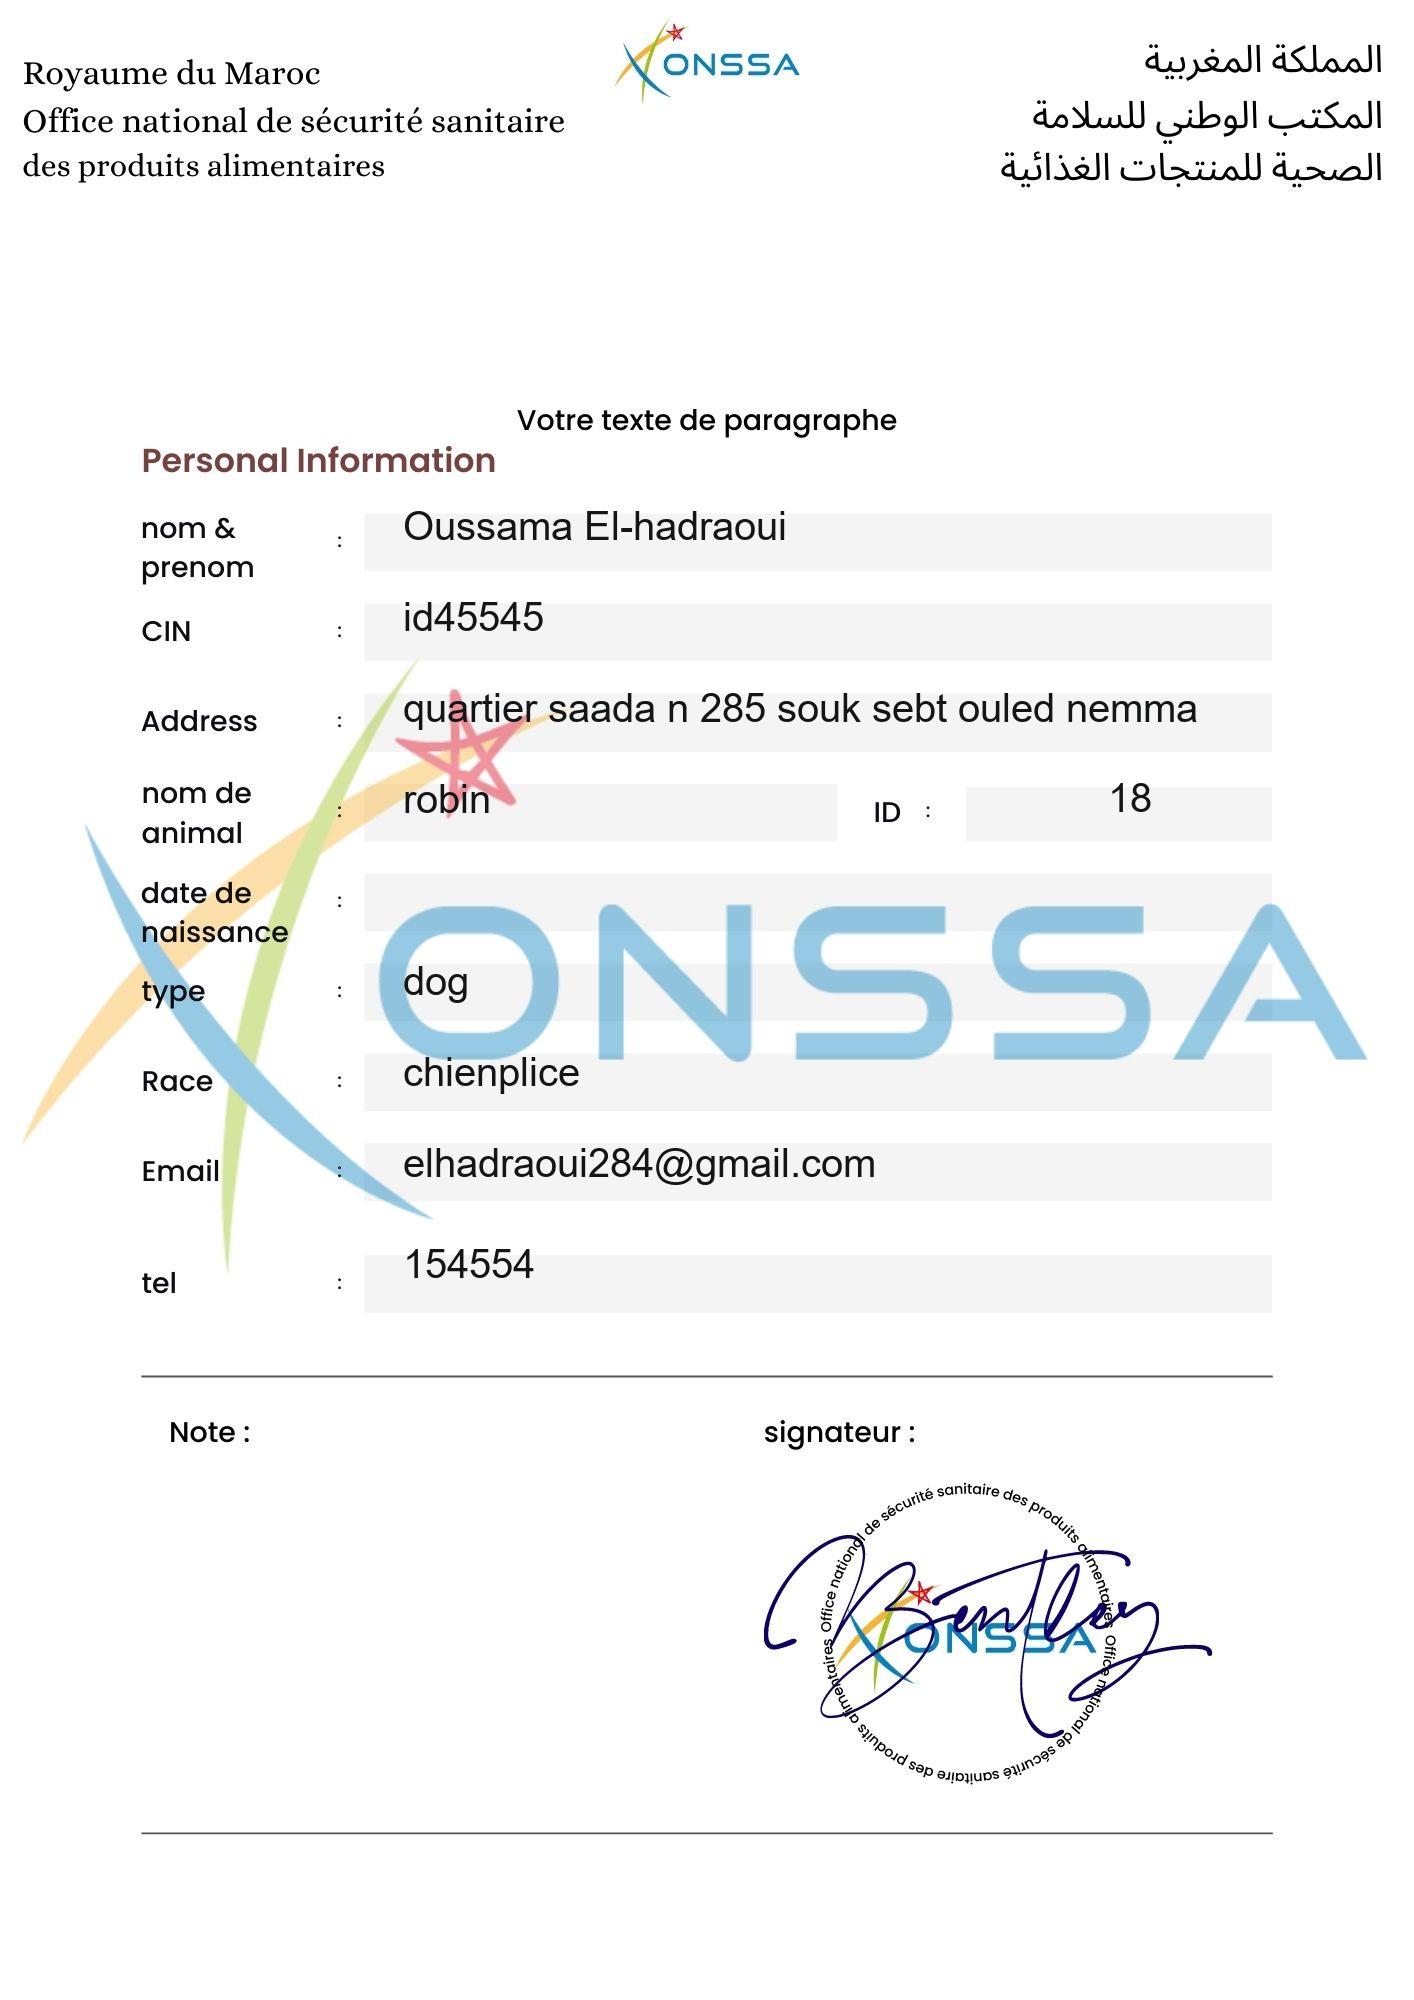 Royaume du Maroc
Office national de sécurité sanitaire
des produits alimentaires
ONSSA
المملكة المغربية
المكتب الوطني للسلامة
الصحية للمنتجات الغذائية
Votre texte de paragraphe
Personal Information
nom & prenom : Oussama El-hadraoui
CIN : id45545
Address : quartier saada n 285 souk sebt ouled nemma
nom de animal : robin ID : 18
date de naissance :
ONSSA
type : dog
Race : chienplice
Email : elhadraoui284@gmail.com
tel : 154554
Note :
signateur :
Office national de sécurité sanitaire des produits alimentaires Office national de sécurité sanitaire des produits alimentaires
ONSSA
Bentley